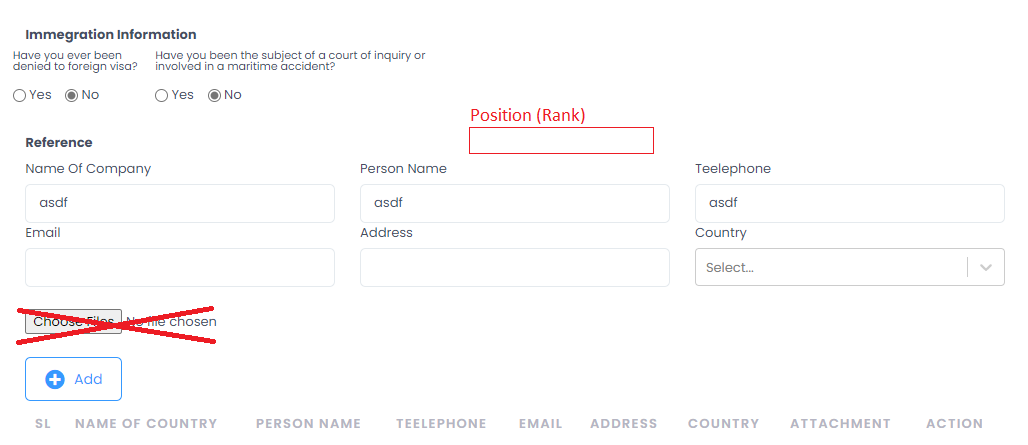 Immegration Information
Have you ever been Have you been the subject of a court of inquiry or
denied to foreign visa? involved in a maritime accident?
Yes No Yes No
Position (Rank)
Reference
Name Of Company Person Name Teelephone
asdf asdf asdf
Email Address Country
Select...
Choose Files No file chosen
Add
SL NAME OF COUNTRY PERSON NAME TEELEPHONE EMAIL ADDRESS COUNTRY ATTACHMENT ACTION